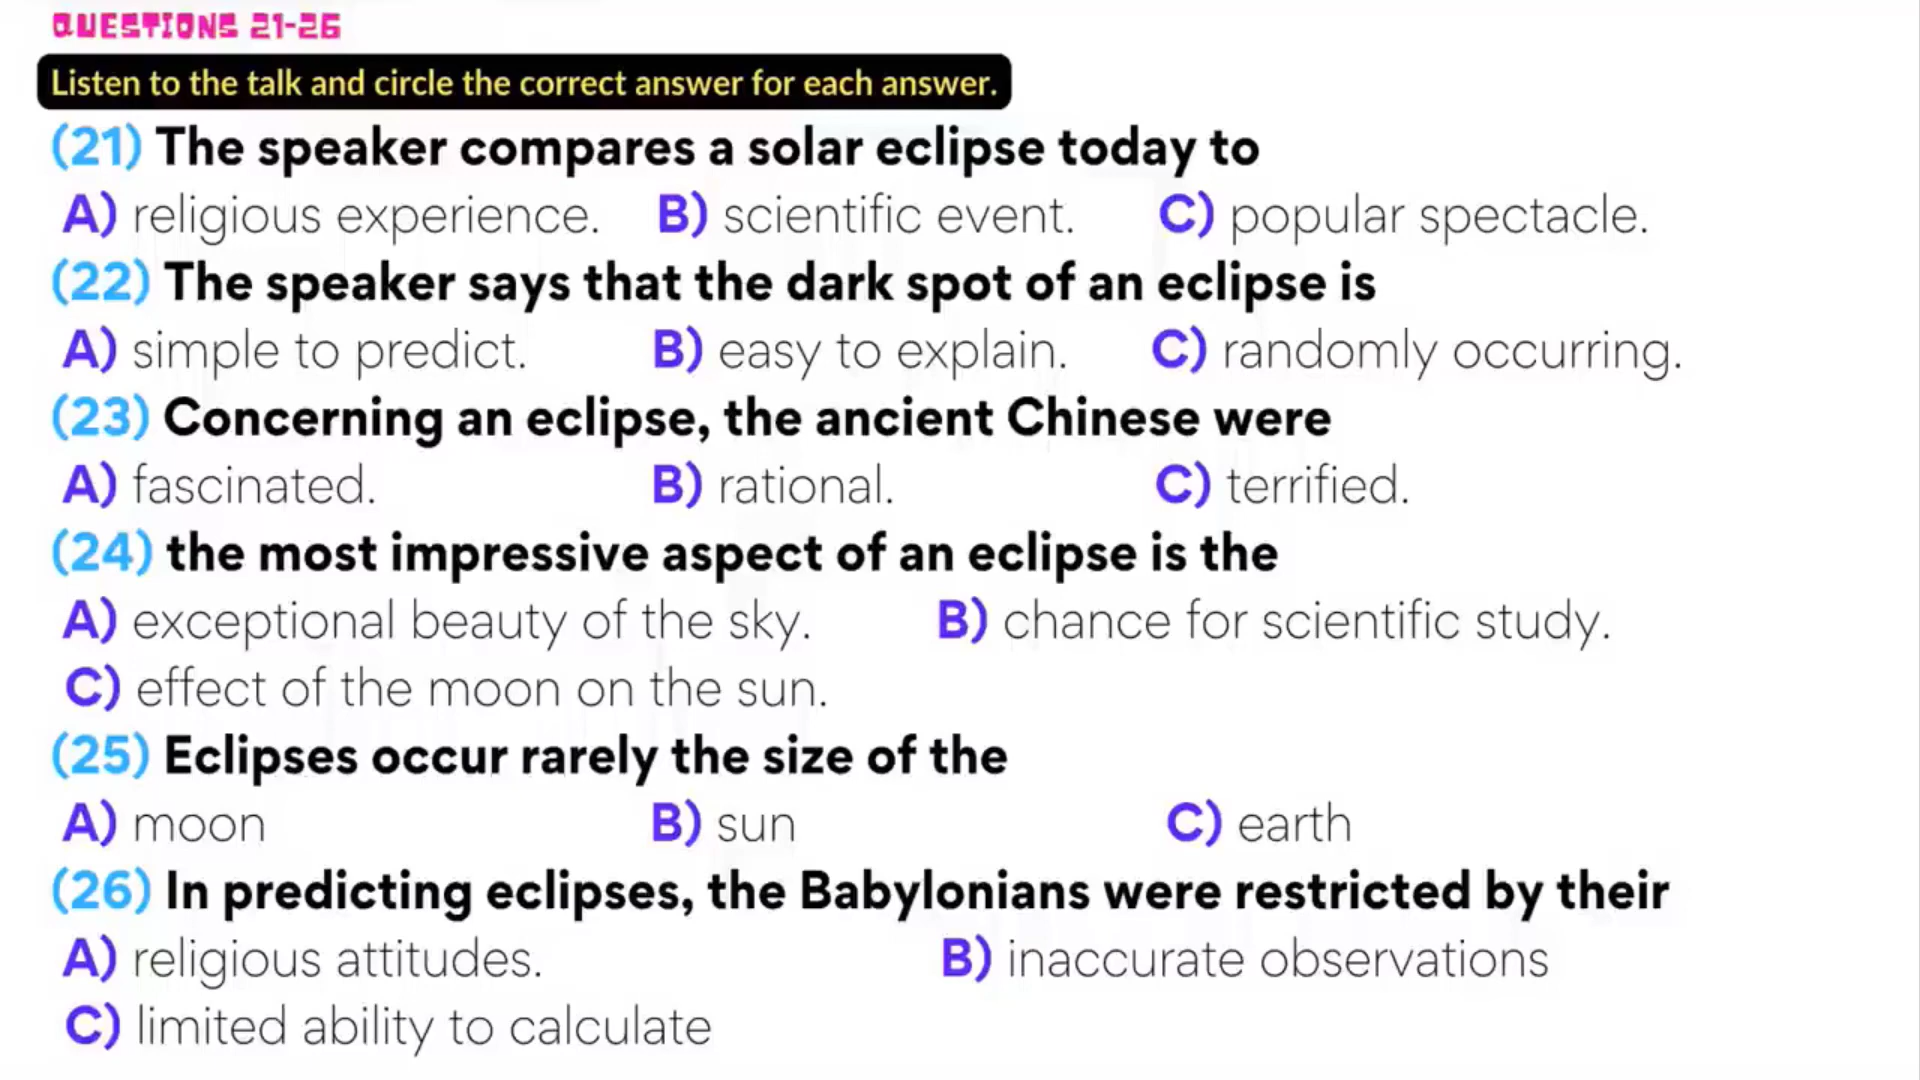 QUESTIONS 21-26
Listen to the talk and circle the correct answer for each answer.
(21) The speaker compares a solar eclipse today to
A) religious experience. B) scientific event. C) popular spectacle.
(22) The speaker says that the dark spot of an eclipse is
A) simple to predict. B) easy to explain. C) randomly occurring.
(23) Concerning an eclipse, the ancient Chinese were
A) fascinated. B) rational. C) terrified.
(24) the most impressive aspect of an eclipse is the
A) exceptional beauty of the sky. B) chance for scientific study.
C) effect of the moon on the sun.
(25) Eclipses occur rarely the size of the
A) moon B) sun C) earth
(26) In predicting eclipses, the Babylonians were restricted by their
A) religious attitudes. B) inaccurate observations
C) limited ability to calculate